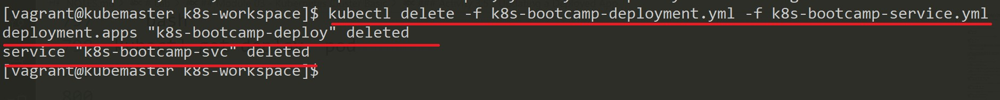 [vagrant@kubemaster k8s-workspace]$ kubectl delete -f k8s-bootcamp-deployment.yml -f k8s-bootcamp-service.yml
deployment.apps "k8s-bootcamp-deploy" deleted
service "k8s-bootcamp-svc" deleted
[vagrant@kubemaster k8s-workspace]$